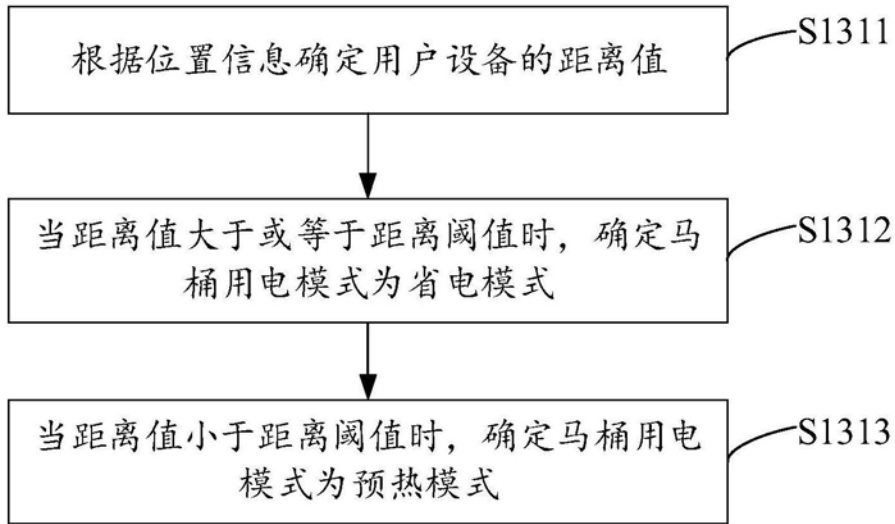 根据位置信息确定用户设备的距离值
S1311
当距离值大于或等于距离阈值时，确定马
桶用电模式为省电模式
S1312
当距离值小于距离阈值时，确定马桶用电
模式为预热模式
S1313